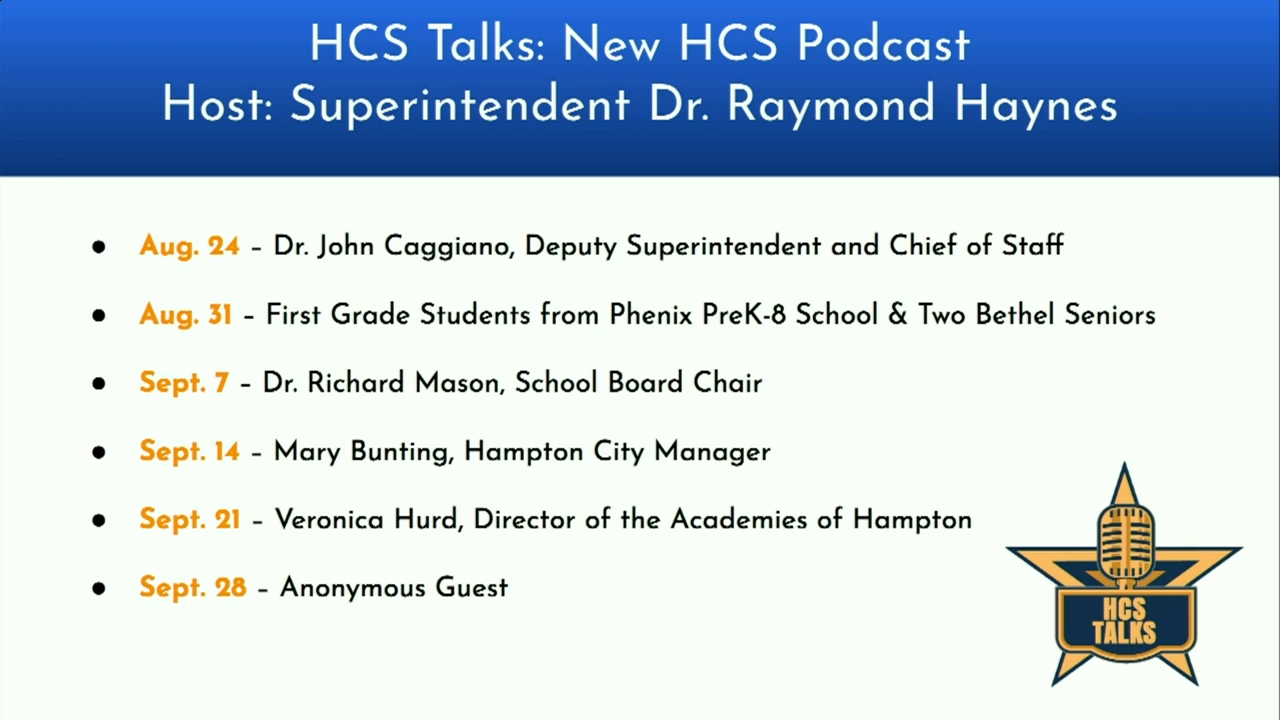 HCS Talks: New HCS Podcast
Host: Superintendent Dr. Raymond Haynes
● Aug. 24 – Dr. John Caggiano, Deputy Superintendent and Chief of Staff
● Aug. 31 – First Grade Students from Phenix PreK-8 School & Two Bethel Seniors
● Sept. 7 – Dr. Richard Mason, School Board Chair
● Sept. 14 – Mary Bunting, Hampton City Manager
● Sept. 21 – Veronica Hurd, Director of the Academies of Hampton
● Sept. 28 – Anonymous Guest
HCS
TALKS